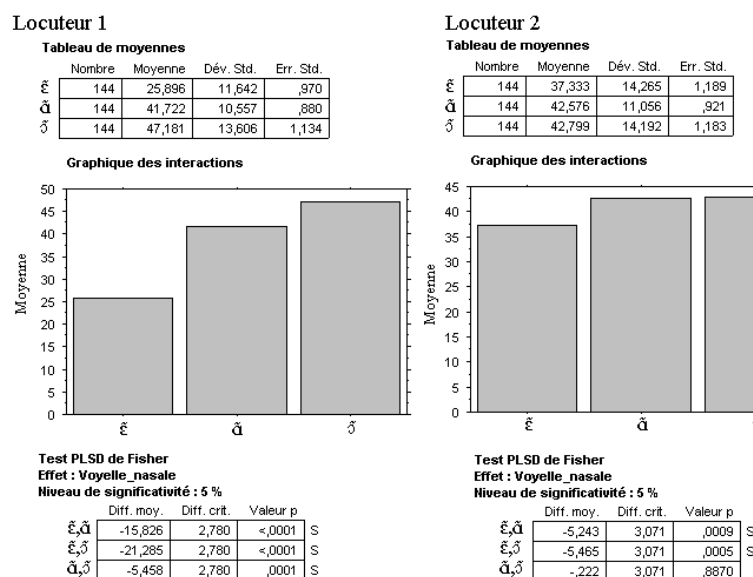 Locuteur 1
Tableau de moyennes
Nombre Moyenne Dév. Std. Err. Std.
ɛ̃ 144 25,896 11,642 ,970
ɑ̃ 144 41,722 10,557 ,880
ɔ̃ 144 47,181 13,606 1,134
Graphique des interactions
50
45
40
35
30
25
20
15
10
5
0
Moyenne
ɛ̃ ɑ̃ ɔ̃
Test PLSD de Fisher
Effet : Voyelle_nasale
Niveau de significativité : 5 %
Diff. moy. Diff. crit. Valeur p
ɛ̃,ɑ̃ -15,826 2,780 <,0001 S
ɛ̃,ɔ̃ -21,285 2,780 <,0001 S
ɑ̃,ɔ̃ -5,458 2,780 ,0001 S
Locuteur 2
Tableau de moyennes
Nombre Moyenne Dév. Std. Err. Std.
ɛ̃ 144 37,333 14,265 1,189
ɑ̃ 144 42,576 11,056 ,921
ɔ̃ 144 42,799 14,192 1,183
Graphique des interactions
45
40
35
30
25
20
15
10
5
0
Moyenne
ɛ̃ ɑ̃
Test PLSD de Fisher
Effet : Voyelle_nasale
Niveau de significativité : 5 %
Diff. moy. Diff. crit. Valeur p
ɛ̃,ɑ̃ -5,243 3,071 ,0009 S
ɛ̃,ɔ̃ -5,465 3,071 ,0005 S
ɑ̃,ɔ̃ -,222 3,071 ,8870